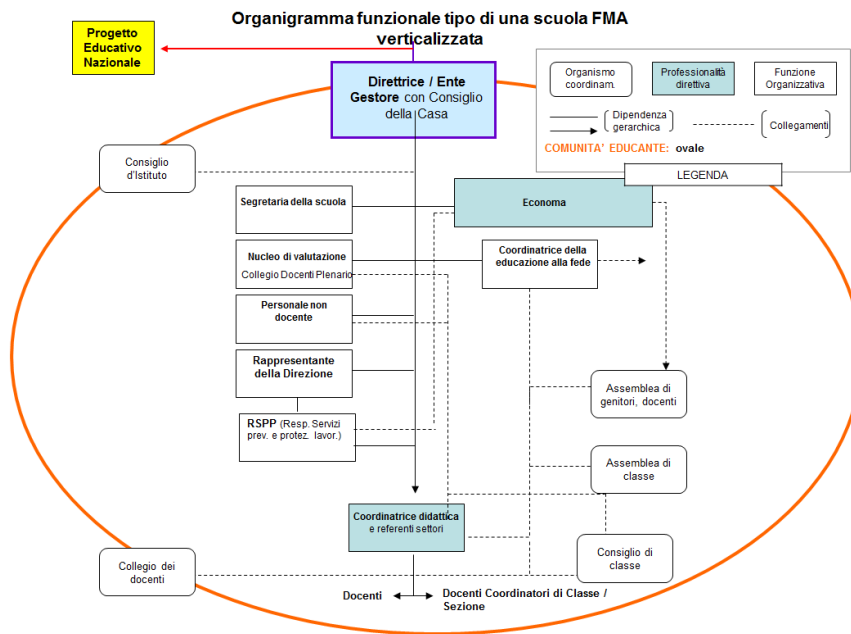 Organigramma funzionale tipo di una scuola FMA
verticalizzata
Progetto
Educativo
Nazionale
Direttrice / Ente
Gestore con Consiglio
della Casa
Organismo
coordinam.
Professionalità
direttiva
Funzione
Organizzativa
Dipendenza
gerarchica
Collegamenti
COMUNITA' EDUCANTE: ovale
LEGENDA
Consiglio
d'Istituto
Segretaria della scuola
Economa
Nucleo di valutazione
Collegio Docenti Plenario
Coordinatrice della
educazione alla fede
Personale non
docente
Rappresentante
della Direzione
Assemblea di
genitori, docenti
RSPP (Resp. Servizi
prev. e protez. lavor.)
Assemblea di
classe
Coordinatrice didattica
e referenti settori
Collegio dei
docenti
Consiglio di
classe
Docenti
Docenti Coordinatori di Classe /
Sezione